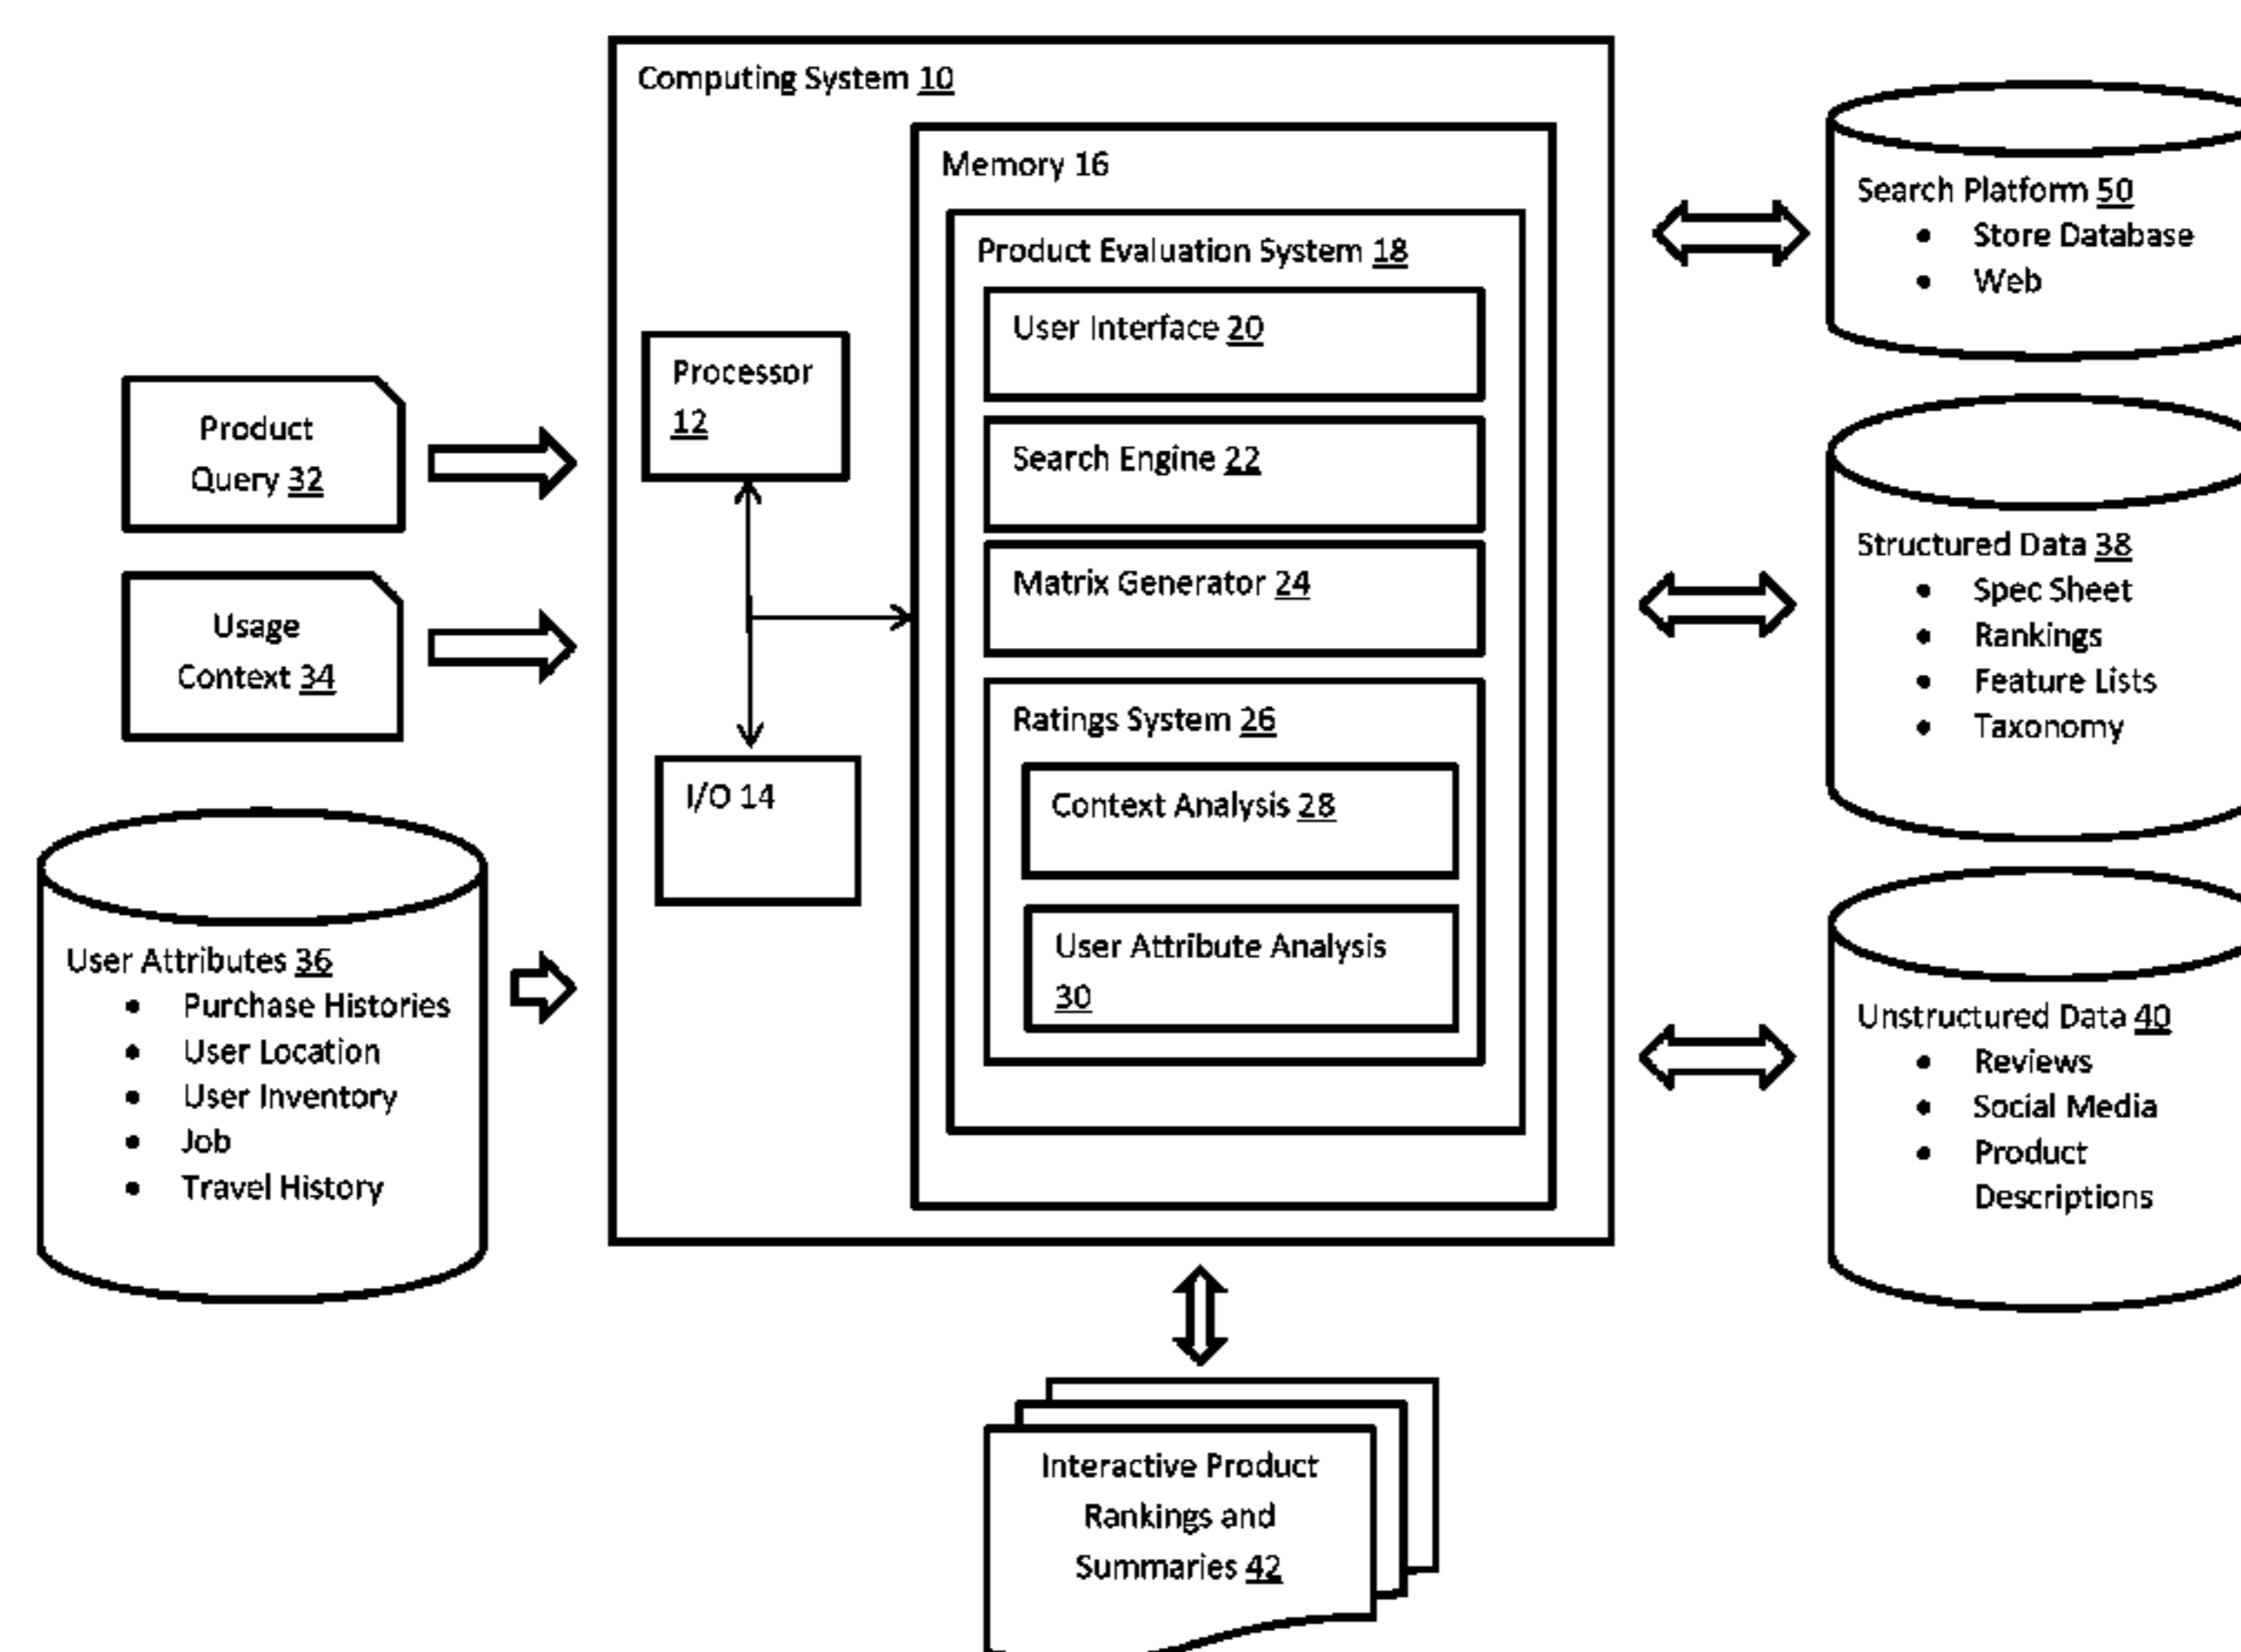 Computing System 10
Memory 16
Product Evaluation System 18
User Interface 20
Search Engine 22
Matrix Generator 24
Ratings System 26
Context Analysis 28
User Attribute Analysis
30
Processor
12
I/O 14
Product
Query 32
Usage
Context 34
User Attributes 36
• Purchase Histories
• User Location
• User Inventory
• Job
• Travel History
Search Platform 50
• Store Database
• Web
Structured Data 38
• Spec Sheet
• Rankings
• Feature Lists
• Taxonomy
Unstructured Data 40
• Reviews
• Social Media
• Product
Descriptions
Interactive Product
Rankings and
Summaries 42